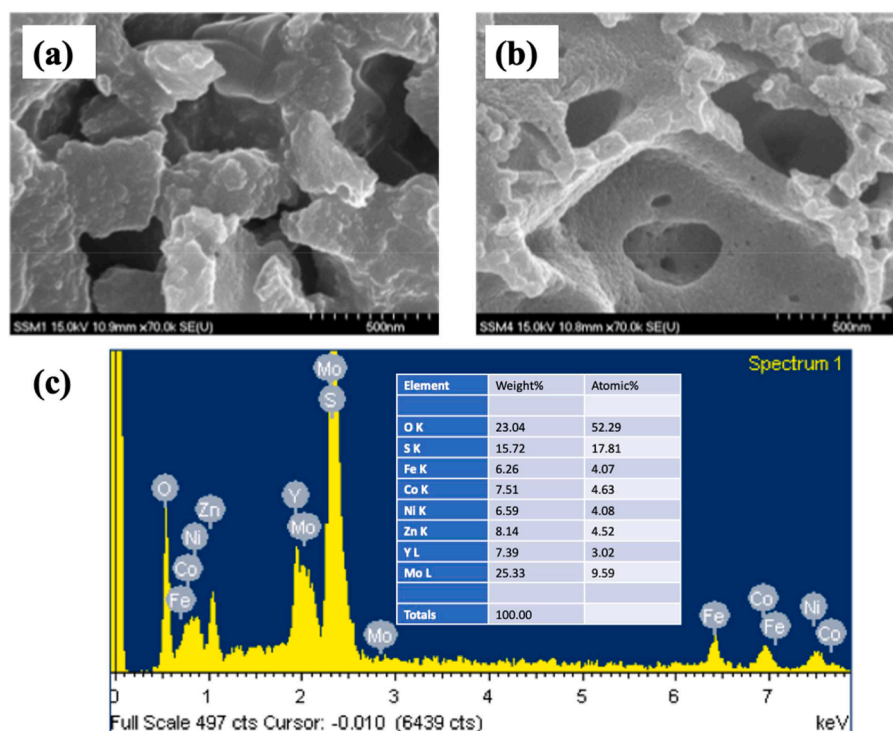 (a)
(b)
SSM1 15.0kV 10.9mm x70.0k SE(U)
500nm
SSM4 15.0kV 10.8mm x70.0k SE(U)
500nm
(c)
Spectrum 1
Mo
S
O
Zn
Ni
Co
Fe
Y
Mo
Mo
Fe
Co
Fe
Ni
Co
Element Weight% Atomic%
O K 23.04 52.29
S K 15.72 17.81
Fe K 6.26 4.07
Co K 7.51 4.63
Ni K 6.59 4.08
Zn K 8.14 4.52
Y L 7.39 3.02
Mo L 25.33 9.59
Totals 100.00
0 1 2 3 4 5 6 7
Full Scale 497 cts Cursor: -0.010 (6439 cts) keV